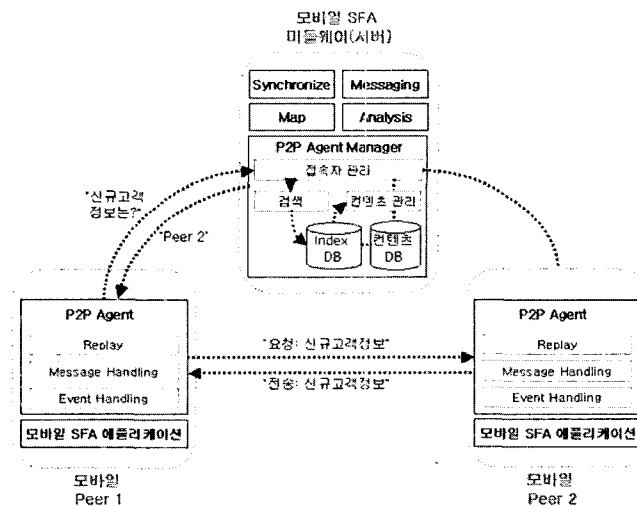 모바일 SFA
미들웨어(서버)
Synchronize
Messaging
Map
Analysis
P2P Agent Manager
접속자 관리
검색
컨텐츠 관리
Index
DB
컨텐츠
DB
"신규고객
정보는?"
"Peer 2"
P2P Agent
Replay
Message Handling
Event Handling
모바일 SFA 애플리케이션
모바일
Peer 1
"요청: 신규고객정보"
"전송: 신규고객정보"
P2P Agent
Replay
Message Handling
Event Handling
모바일 SFA 애플리케이션
모바일
Peer 2